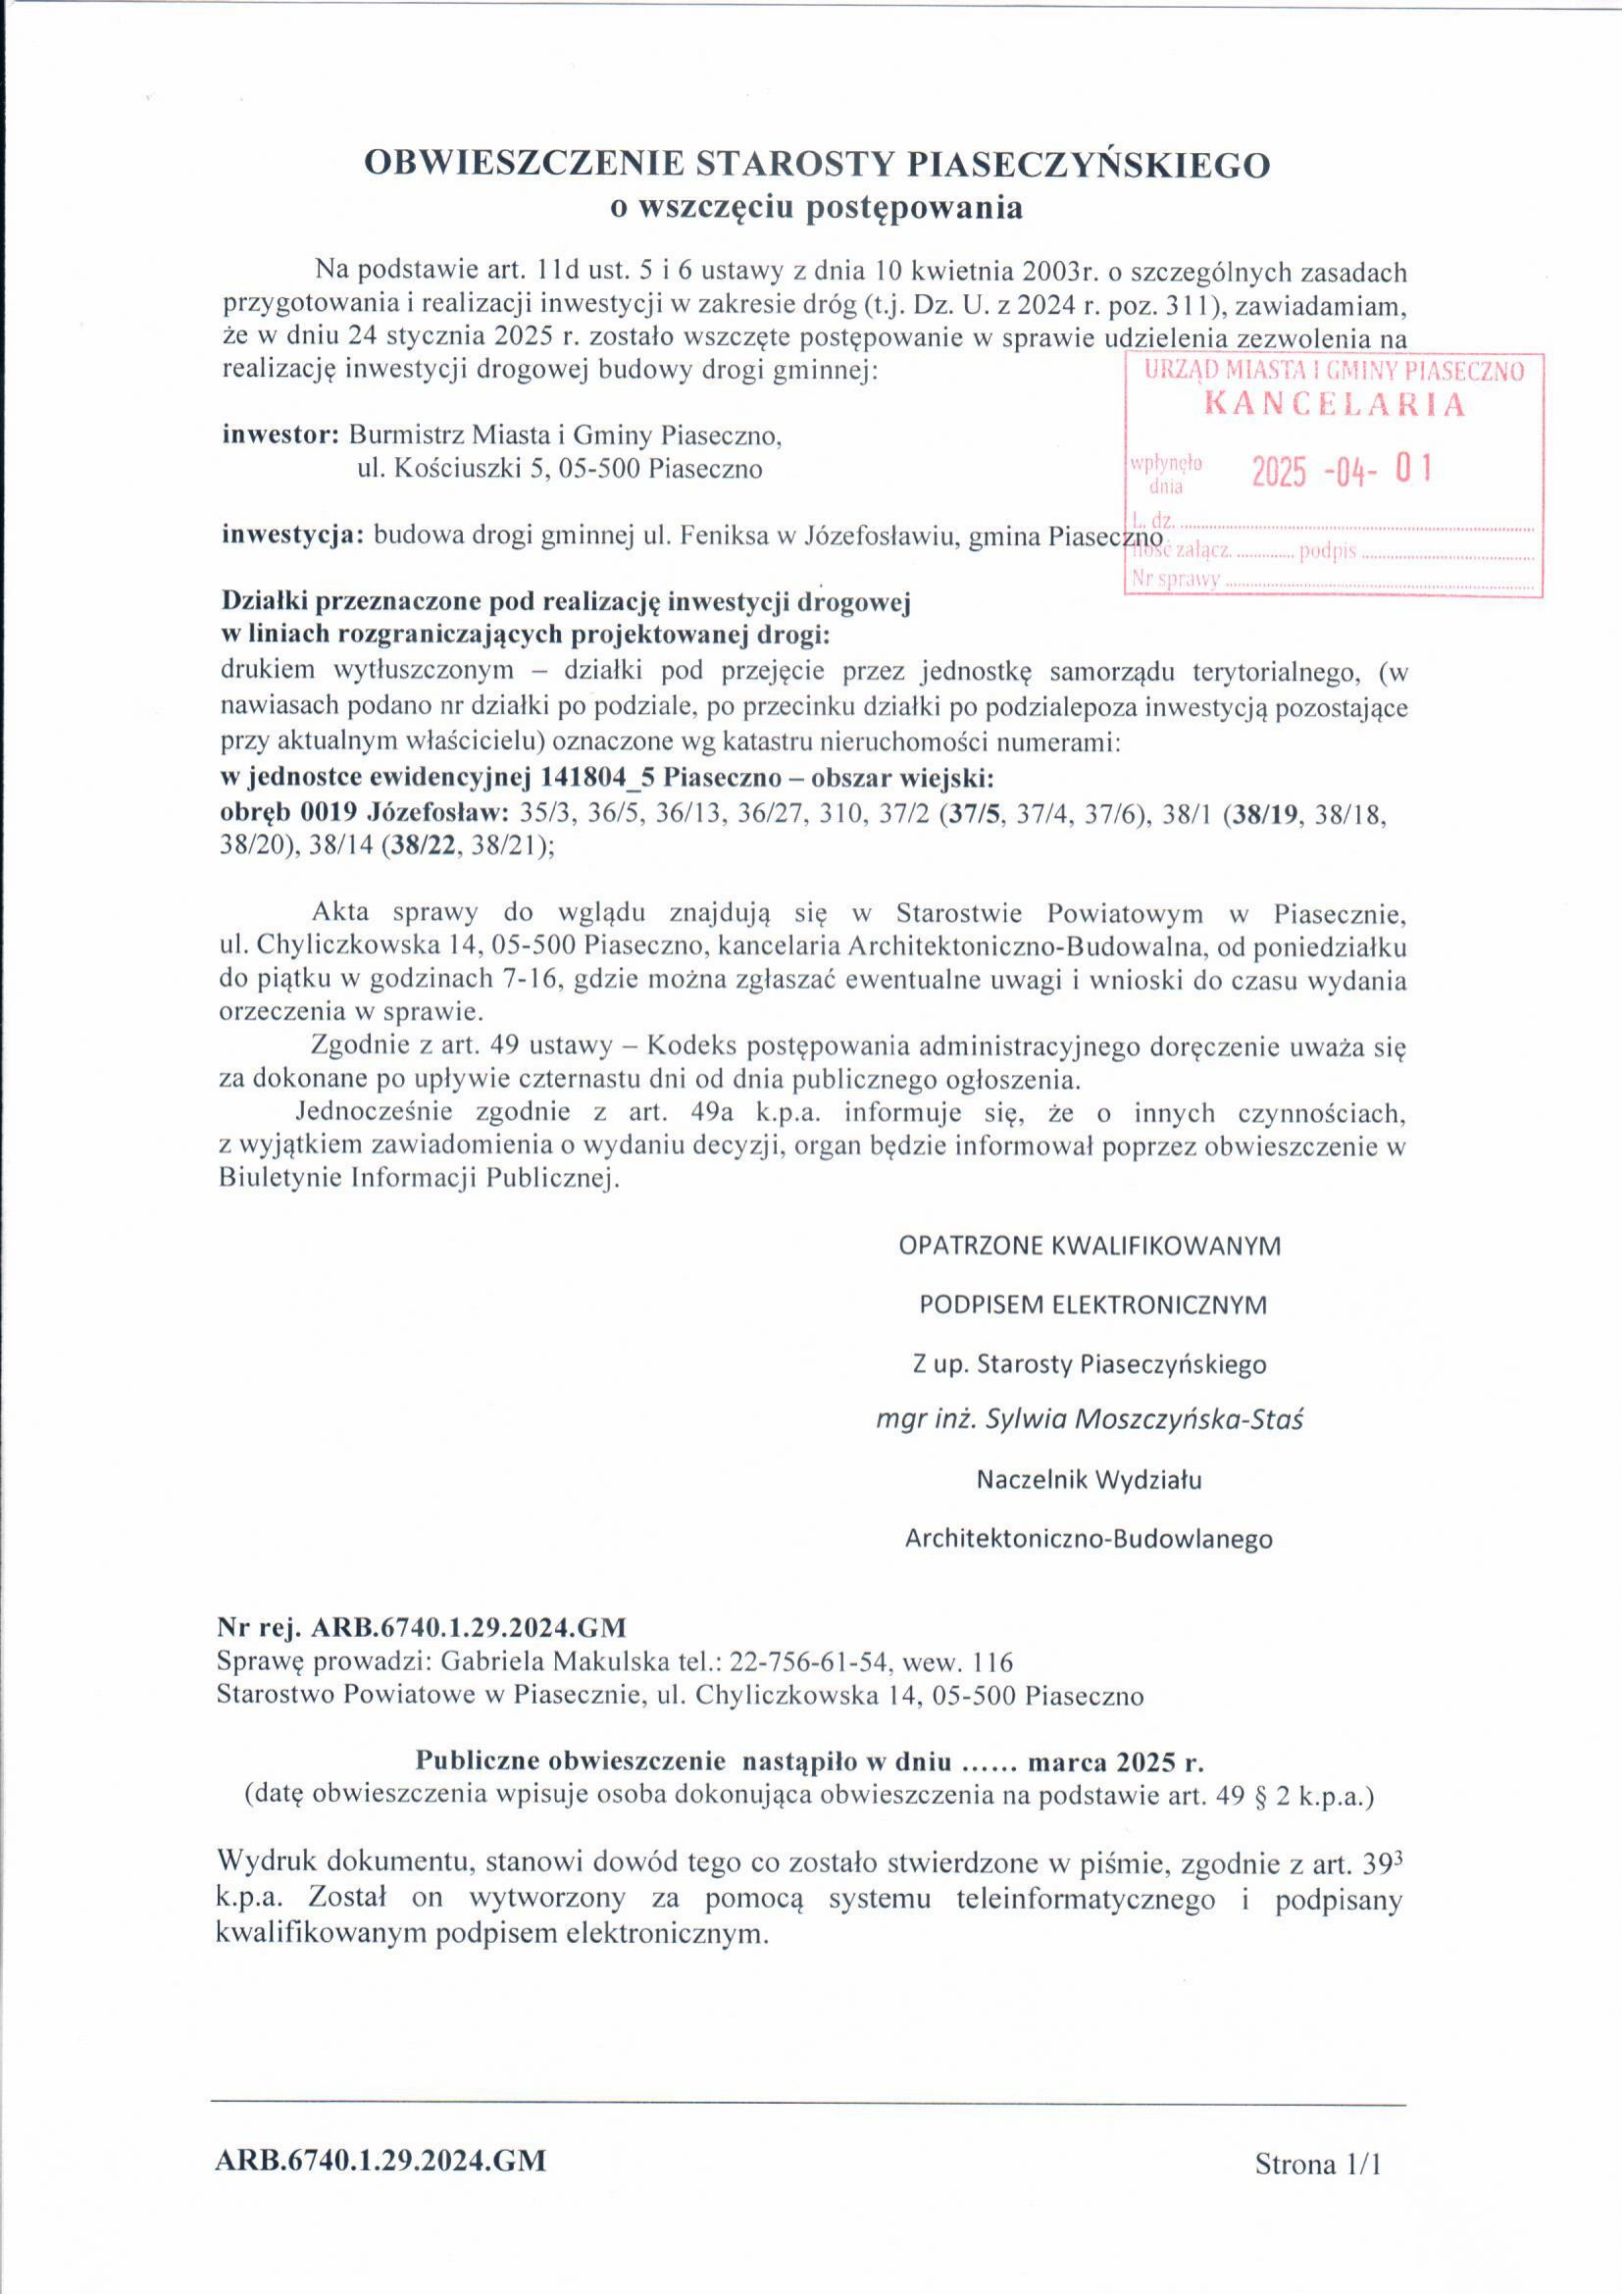 OBWIESZCZENIE STAROSTY PIASECZYŃSKIEGO
o wszczęciu postępowania
Na podstawie art. 11d ust. 5 i 6 ustawy z dnia 10 kwietnia 2003r. o szczególnych zasadach
przygotowania i realizacji inwestycji w zakresie dróg (t.j. Dz. U. z 2024 r. poz. 311), zawiadamiam,
że w dniu 24 stycznia 2025 r. zostało wszczęte postępowanie w sprawie udzielenia zezwolenia na
realizację inwestycji drogowej budowy drogi gminnej:
URZĄD MIASTA I GMINY PIASECZNO
KANCELARIA
wpłynęło
dnia 2025 -04- 01
L. dz.
Ilość załącz. podpis
Nr sprawy
inwestor: Burmistrz Miasta i Gminy Piaseczno,
ul. Kościuszki 5, 05-500 Piaseczno
inwestycja: budowa drogi gminnej ul. Feniksa w Józefosławiu, gmina Piaseczno
Działki przeznaczone pod realizację inwestycji drogowej
w liniach rozgraniczających projektowanej drogi:
drukiem wytłuszczonym – działki pod przejęcie przez jednostkę samorządu terytorialnego, (w
nawiasach podano nr działki po podziale, po przecinku działki po podzialepoza inwestycją pozostające
przy aktualnym właścicielu) oznaczone wg katastru nieruchomości numerami:
w jednostce ewidencyjnej 141804_5 Piaseczno – obszar wiejski:
obręb 0019 Józefosław: 35/3, 36/5, 36/13, 36/27, 310, 37/2 (37/5, 37/4, 37/6), 38/1 (38/19, 38/18,
38/20), 38/14 (38/22, 38/21);
Akta sprawy do wglądu znajdują się w Starostwie Powiatowym w Piasecznie,
ul. Chyliczkowska 14, 05-500 Piaseczno, kancelaria Architektoniczno-Budowalna, od poniedziałku
do piątku w godzinach 7-16, gdzie można zgłaszać ewentualne uwagi i wnioski do czasu wydania
orzeczenia w sprawie.
Zgodnie z art. 49 ustawy – Kodeks postępowania administracyjnego doręczenie uważa się
za dokonane po upływie czternastu dni od dnia publicznego ogłoszenia.
Jednocześnie zgodnie z art. 49a k.p.a. informuje się, że o innych czynnościach,
z wyjątkiem zawiadomienia o wydaniu decyzji, organ będzie informował poprzez obwieszczenie w
Biuletynie Informacji Publicznej.
OPATRZONE KWALIFIKOWANYM
PODPISEM ELEKTRONICZNYM
Z up. Starosty Piaseczyńskiego
mgr inż. Sylwia Moszczyńska-Staś
Naczelnik Wydziału
Architektoniczno-Budowlanego
Nr rej. ARB.6740.1.29.2024.GM
Sprawę prowadzi: Gabriela Makulska tel.: 22-756-61-54, wew. 116
Starostwo Powiatowe w Piasecznie, ul. Chyliczkowska 14, 05-500 Piaseczno
Publiczne obwieszczenie nastąpiło w dniu ...... marca 2025 r.
(datę obwieszczenia wpisuje osoba dokonująca obwieszczenia na podstawie art. 49 § 2 k.p.a.)
Wydruk dokumentu, stanowi dowód tego co zostało stwierdzone w piśmie, zgodnie z art. 39³
k.p.a. Został on wytworzony za pomocą systemu teleinformatycznego i podpisany
kwalifikowanym podpisem elektronicznym.
ARB.6740.1.29.2024.GM
Strona 1/1